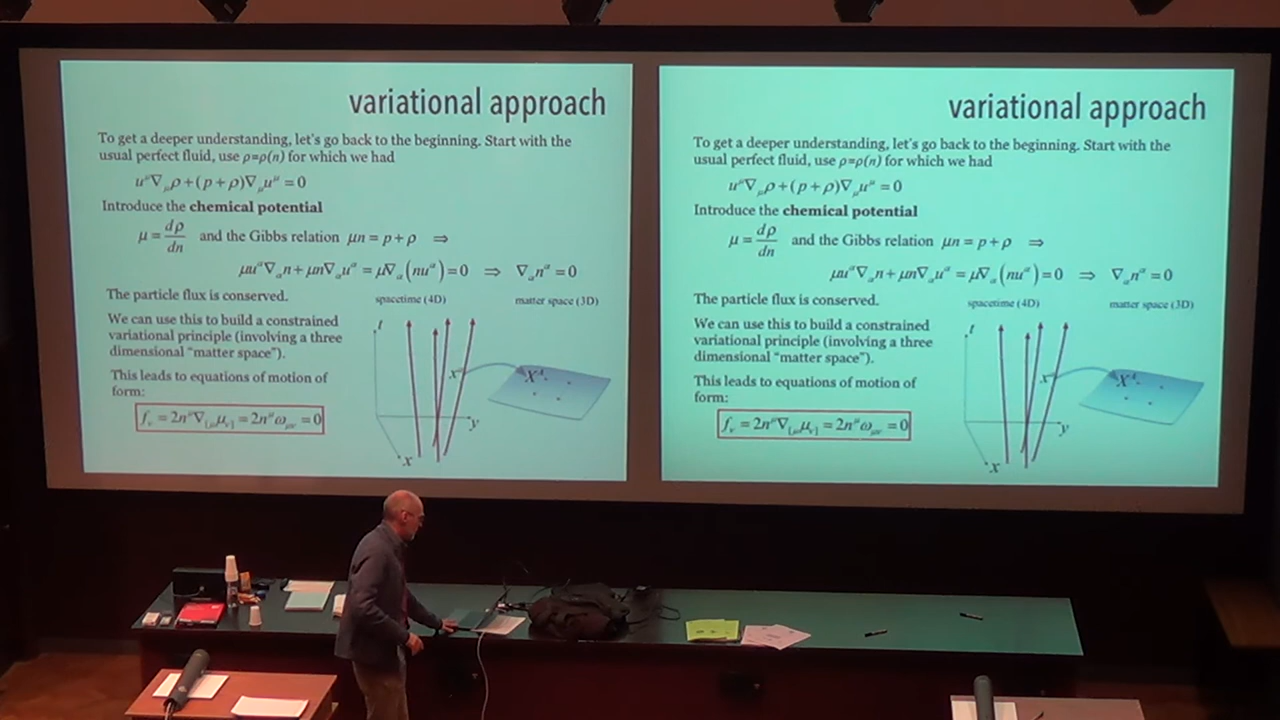 variational approach
To get a deeper understanding, let's go back to the beginning. Start with the
usual perfect fluid, use ρ=ρ(n) for which we had
u^μ∇_μρ+(p+ρ)∇_μu^μ=0
Introduce the chemical potential
μ = dρ/dn and the Gibbs relation μn = p+ρ ⇒
μu^α∇_αn+μn∇_αu^α = μ∇_α(nu^α)=0 ⇒ ∇_αn^α = 0
The particle flux is conserved.
spacetime (4D)
matter space (3D)
We can use this to build a constrained
variational principle (involving a three
dimensional “matter space”).
This leads to equations of motion of
form:
f_ν = 2n^μ∇_[μμ_ν] = 2n^μω_μν = 0
t
x^a
X^A
y
x
variational approach
To get a deeper understanding, let's go back to the beginning. Start with the
usual perfect fluid, use ρ=ρ(n) for which we had
u^μ∇_μρ+(p+ρ)∇_μu^μ=0
Introduce the chemical potential
μ = dρ/dn and the Gibbs relation μn = p+ρ ⇒
μu^α∇_αn+μn∇_αu^α = μ∇_α(nu^α)=0 ⇒ ∇_αn^α = 0
The particle flux is conserved.
spacetime (4D)
matter space (3D)
We can use this to build a constrained
variational principle (involving a three
dimensional “matter space”).
This leads to equations of motion of
form:
f_ν = 2n^μ∇_[μμ_ν] = 2n^μω_μν = 0
t
x^a
X^A
y
x